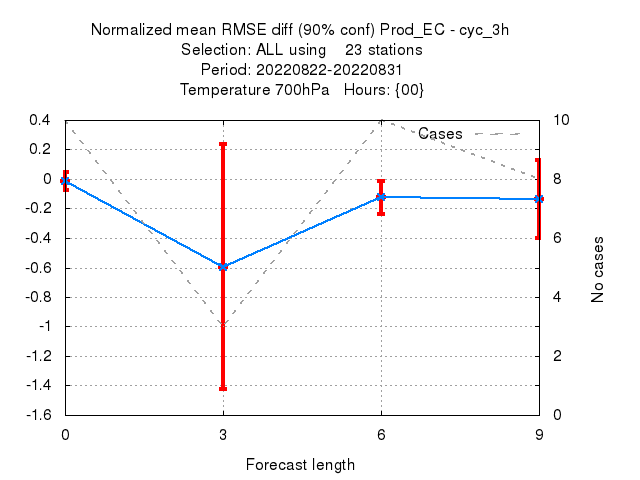 Normalized mean RMSE diff (90% conf) Prod_EC - cyc_3h
Selection: ALL using    23 stations
Period: 20220822-20220831
Temperature 700hPa   Hours: {00}
Cases
0.4
0.2
0
-0.2
-0.4
-0.6
-0.8
-1
-1.2
-1.4
-1.6
10
8
6
4
2
0
No cases
0 3 6 9
Forecast length